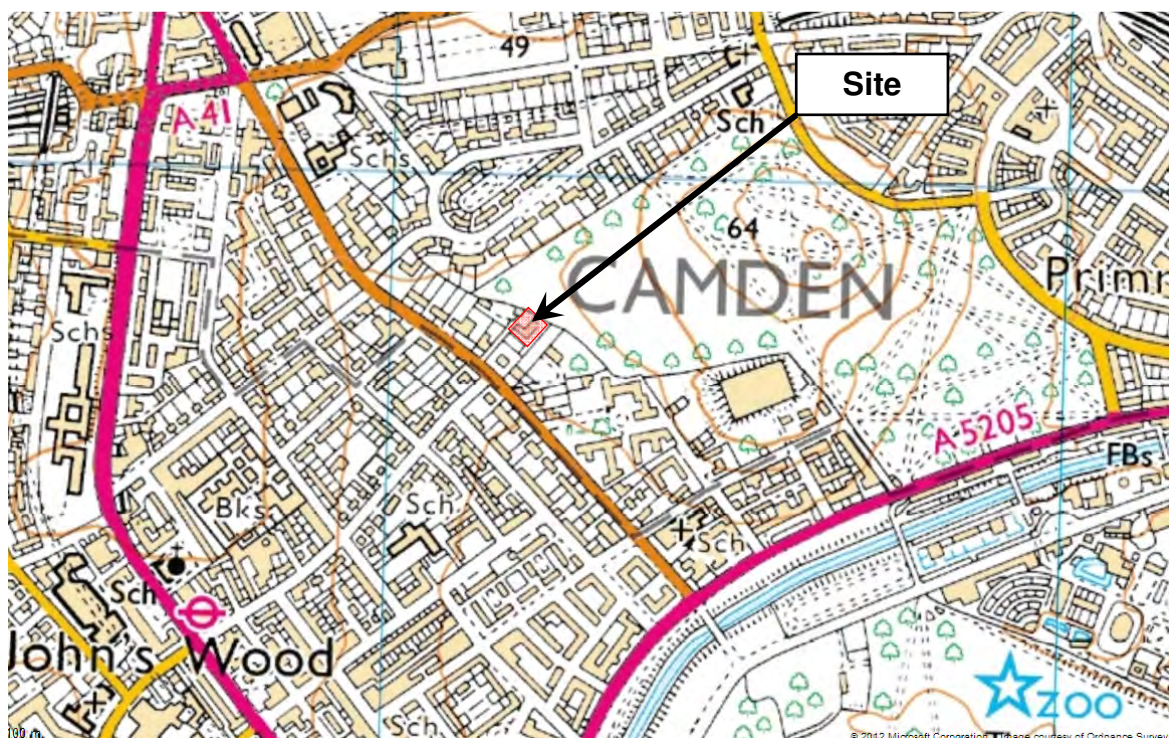 49
Site
A 41
Sch
Schs
64
CAMDEN
Primr
Schs
A 5205
FBs
Bks
Sch
Sch
Sch
John's Wood
ZOO
Sch
100 m
© 2012 Microsoft Corporation Image courtesy of Ordnance Survey